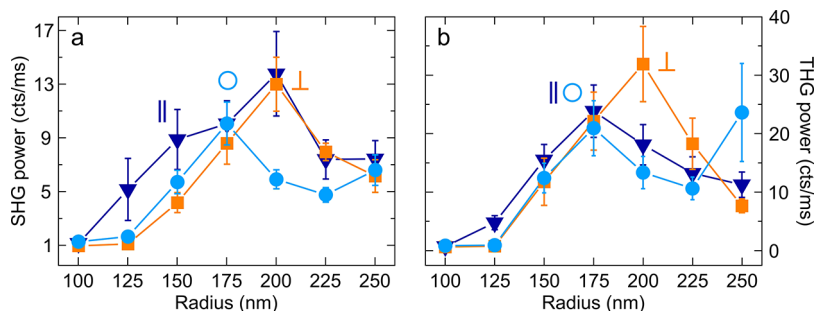 a
b
SHG power (cts/ms)
17
13
9
5
1
||
⊥
100 125 150 175 200 225 250
Radius (nm)
||
⊥
40
30
20
10
0
THG power (cts/ms)
100 125 150 175 200 225 250
Radius (nm)